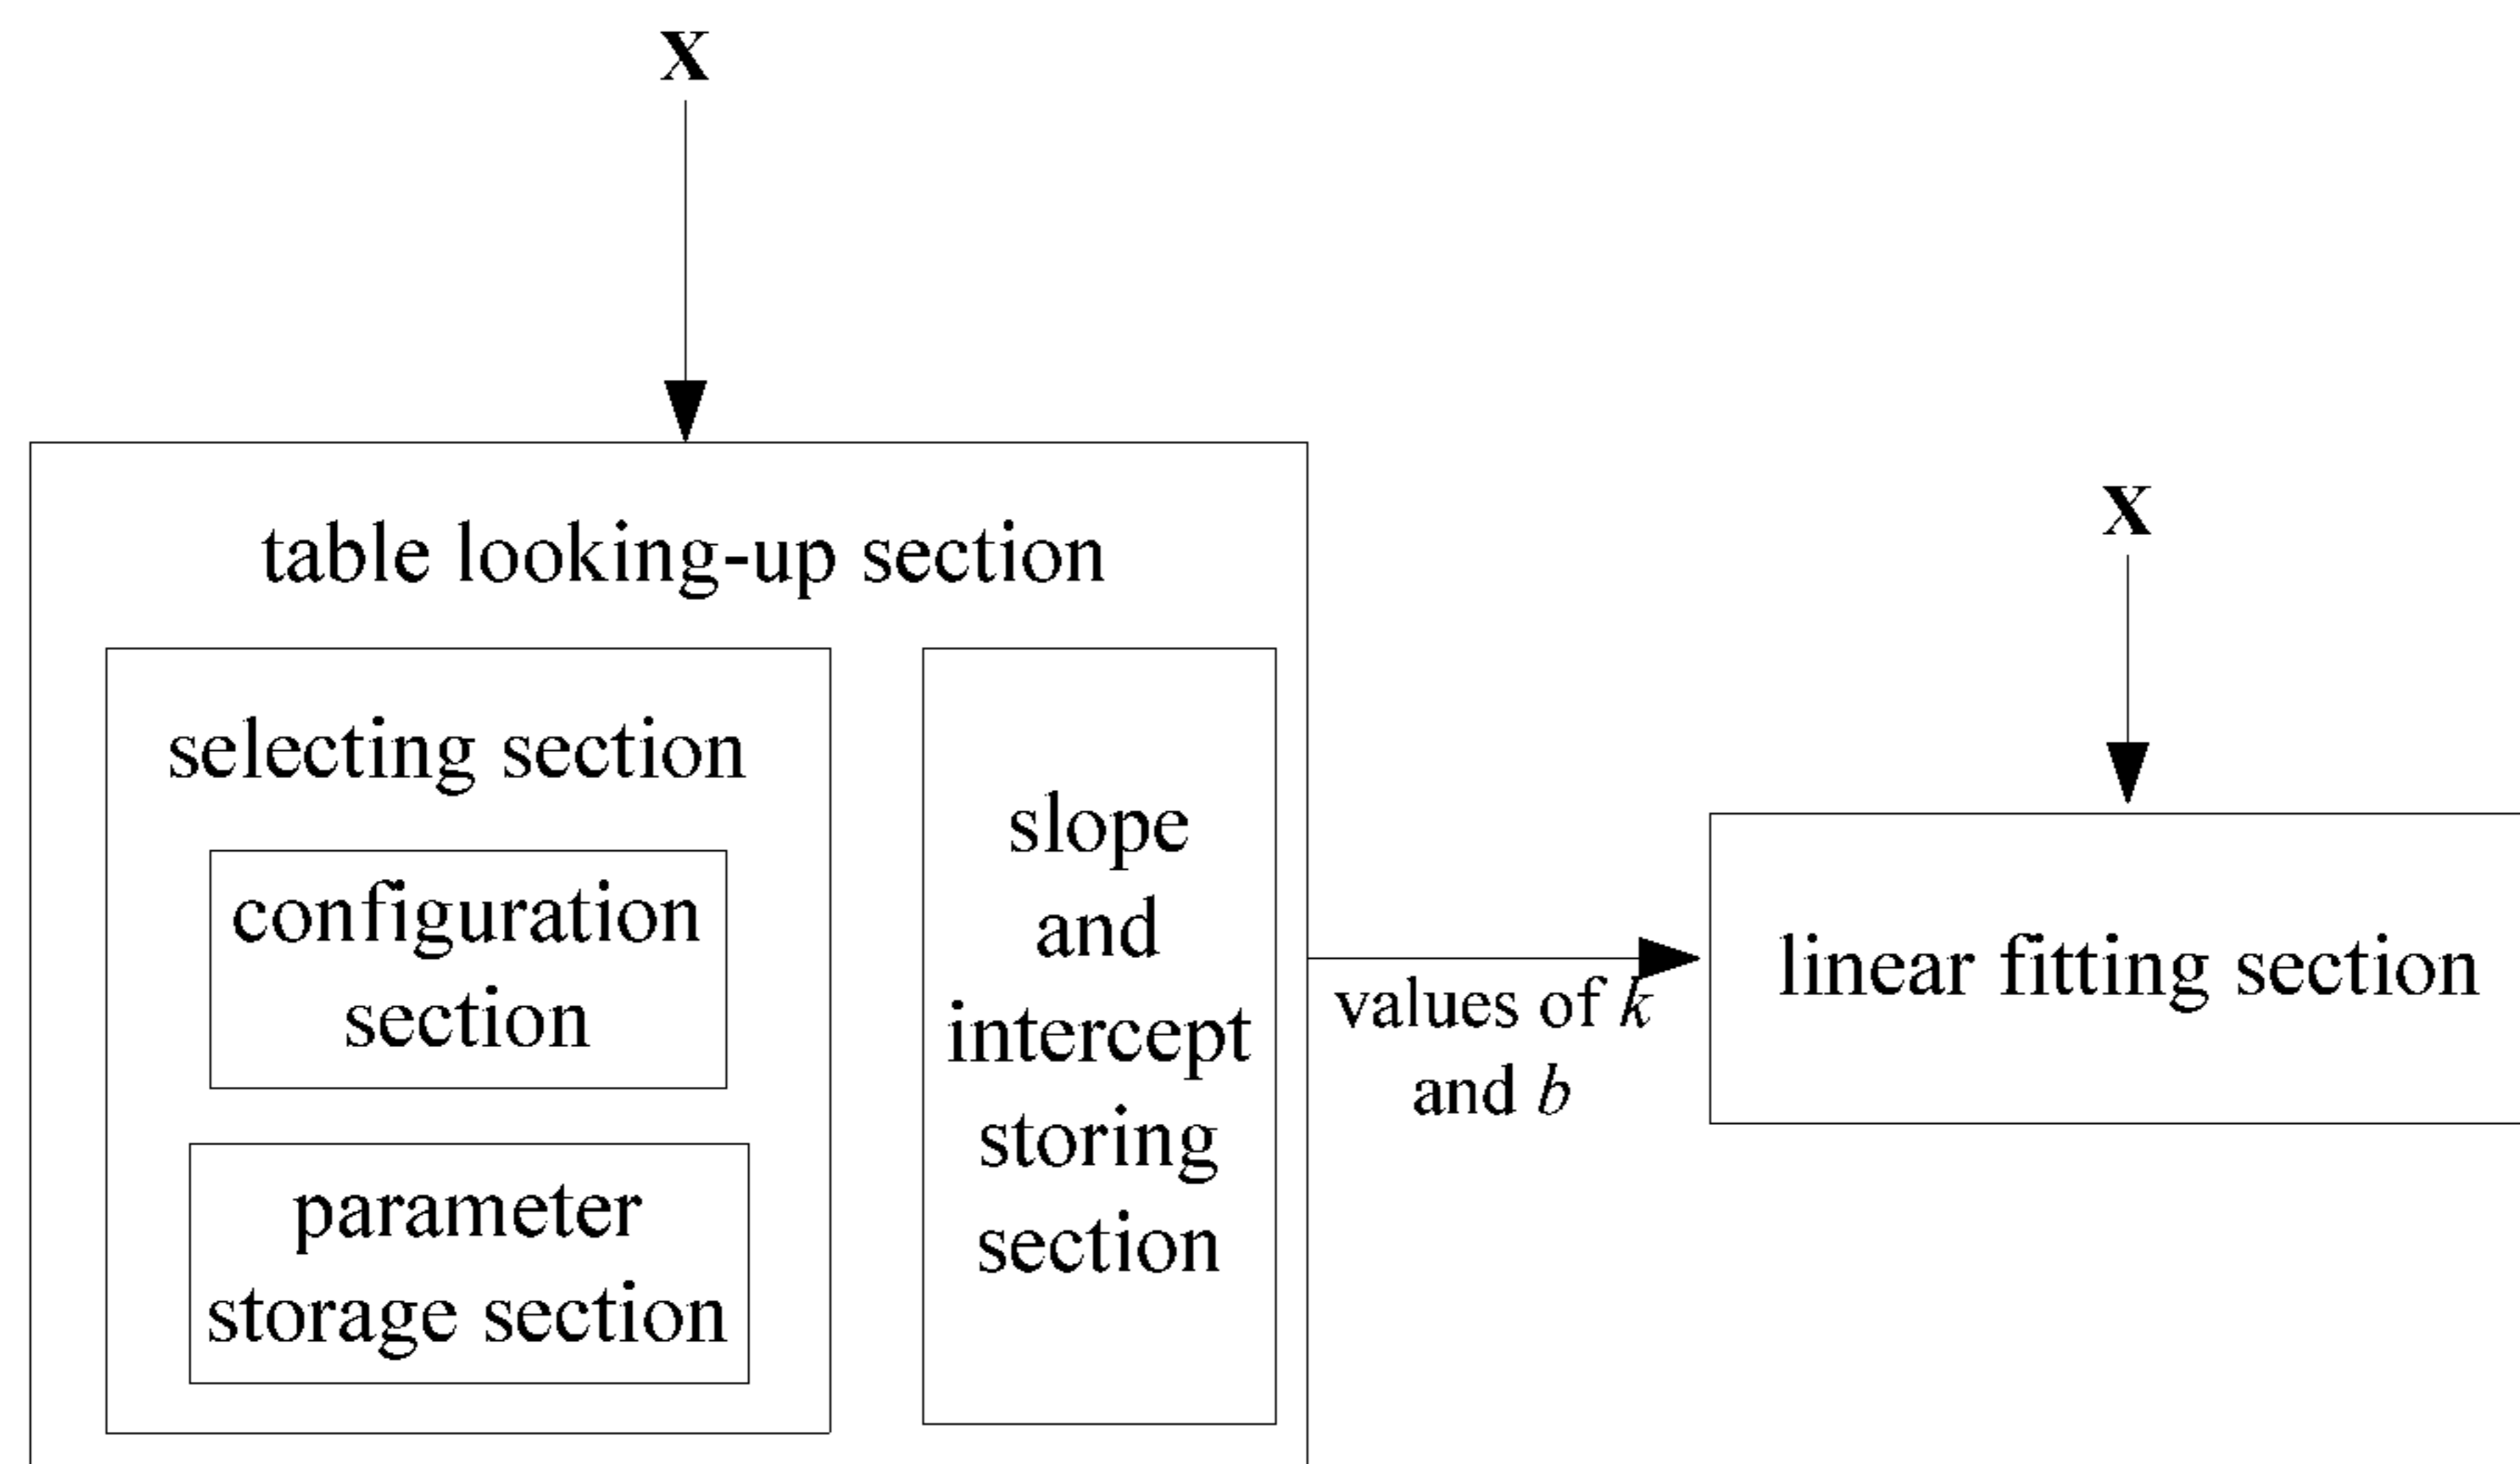 x
table looking-up section
selecting section
configuration
section
parameter
storage section
slope
and
intercept
storing
section
values of k
and b
x
linear fitting section